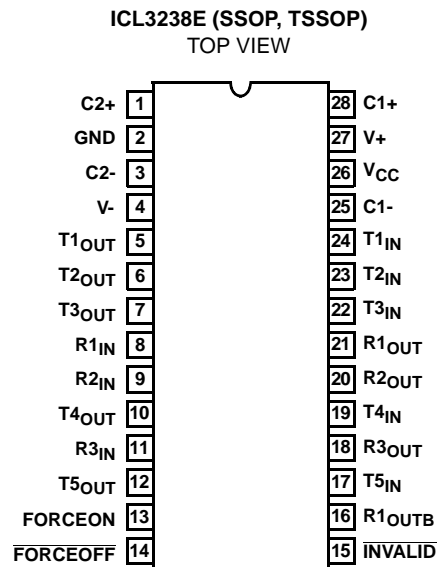 ICL3238E (SSOP, TSSOP)
TOP VIEW
C2+ 1 28 C1+
GND 2 27 V+
C2- 3 26 VCC
V- 4 25 C1-
T1OUT 5 24 T1IN
T2OUT 6 23 T2IN
T3OUT 7 22 T3IN
R1IN 8 21 R1OUT
R2IN 9 20 R2OUT
T4OUT 10 19 T4IN
R3IN 11 18 R3OUT
T5OUT 12 17 T5IN
FORCEON 13 16 R1OUTB
FORCEOFF 14 15 INVALID